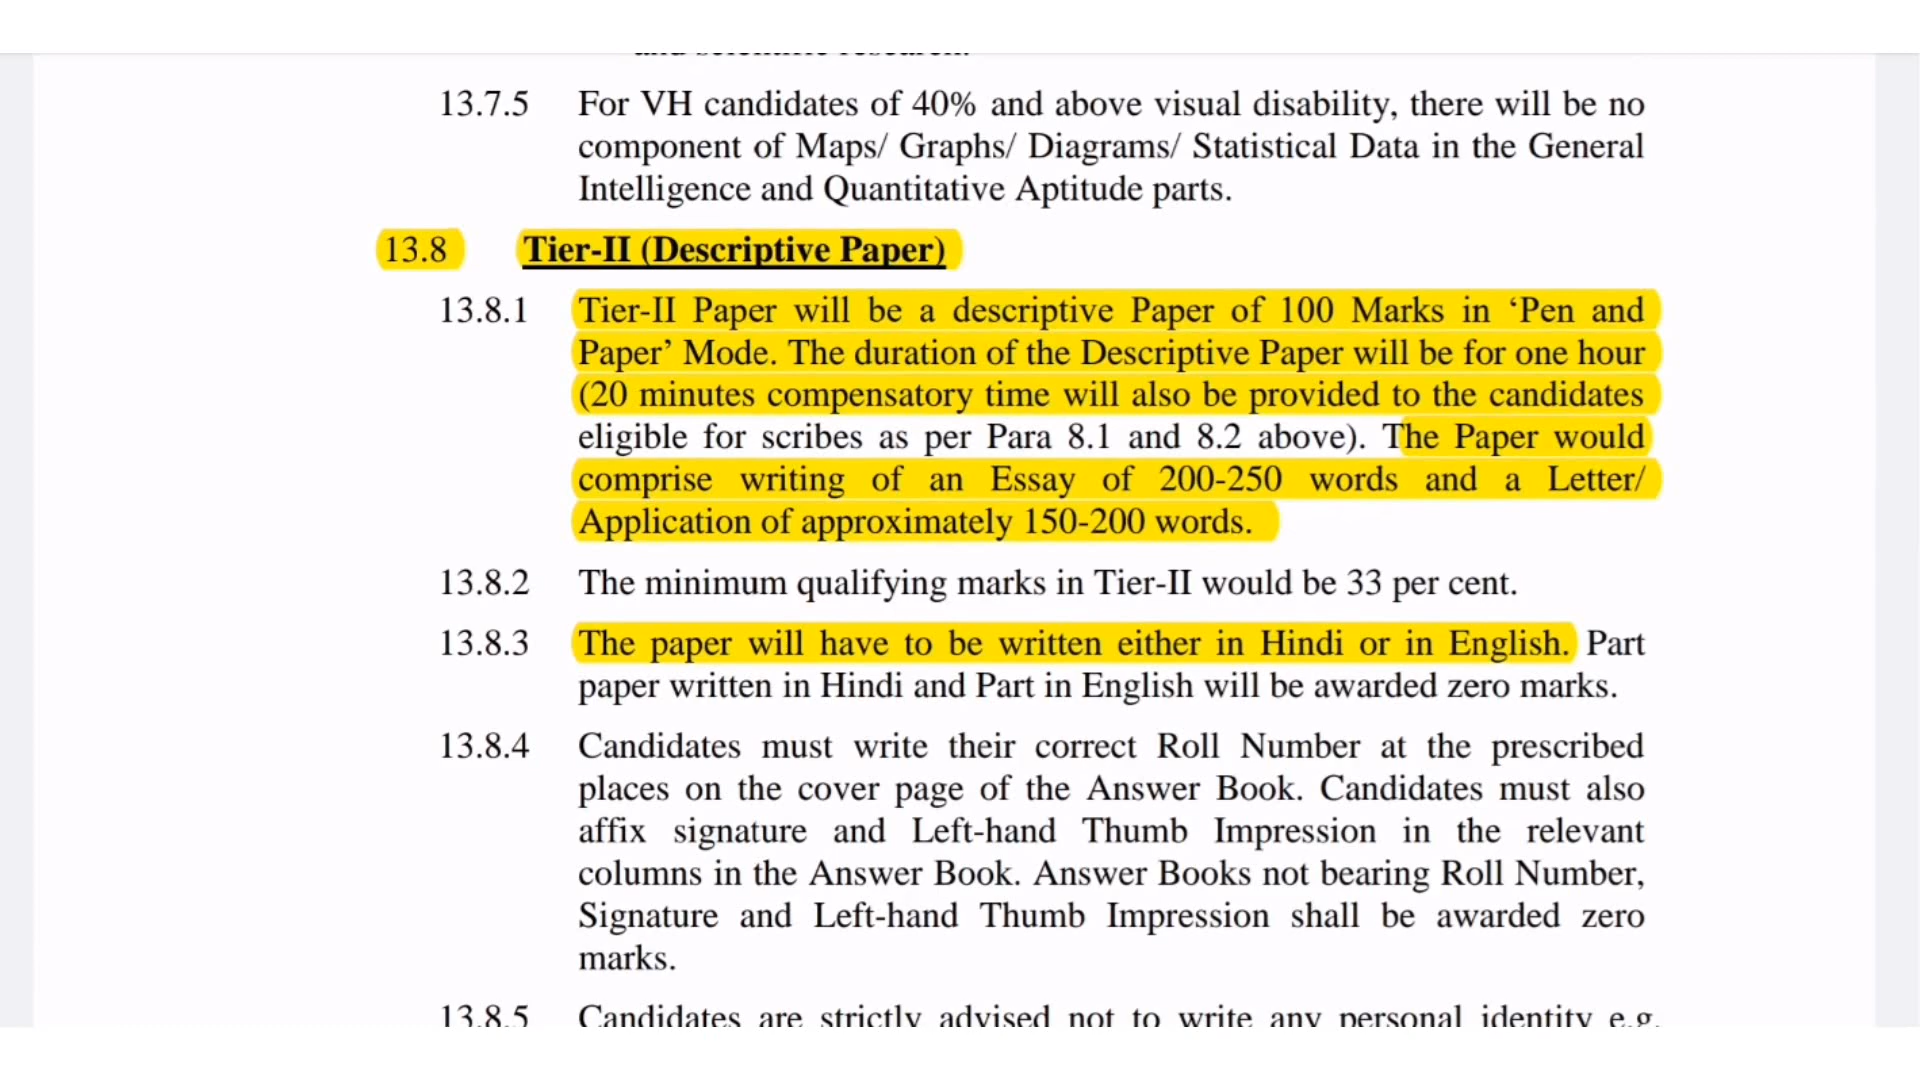 and scientific research.
13.7.5 For VH candidates of 40% and above visual disability, there will be no
component of Maps/ Graphs/ Diagrams/ Statistical Data in the General
Intelligence and Quantitative Aptitude parts.
13.8 Tier-II (Descriptive Paper)
13.8.1 Tier-II Paper will be a descriptive Paper of 100 Marks in ‘Pen and
Paper’ Mode. The duration of the Descriptive Paper will be for one hour
(20 minutes compensatory time will also be provided to the candidates
eligible for scribes as per Para 8.1 and 8.2 above). The Paper would
comprise writing of an Essay of 200-250 words and a Letter/
Application of approximately 150-200 words.
13.8.2 The minimum qualifying marks in Tier-II would be 33 per cent.
13.8.3 The paper will have to be written either in Hindi or in English. Part
paper written in Hindi and Part in English will be awarded zero marks.
13.8.4 Candidates must write their correct Roll Number at the prescribed
places on the cover page of the Answer Book. Candidates must also
affix signature and Left-hand Thumb Impression in the relevant
columns in the Answer Book. Answer Books not bearing Roll Number,
Signature and Left-hand Thumb Impression shall be awarded zero
marks.
13.8.5 Candidates are strictly advised not to write any personal identity e.g.